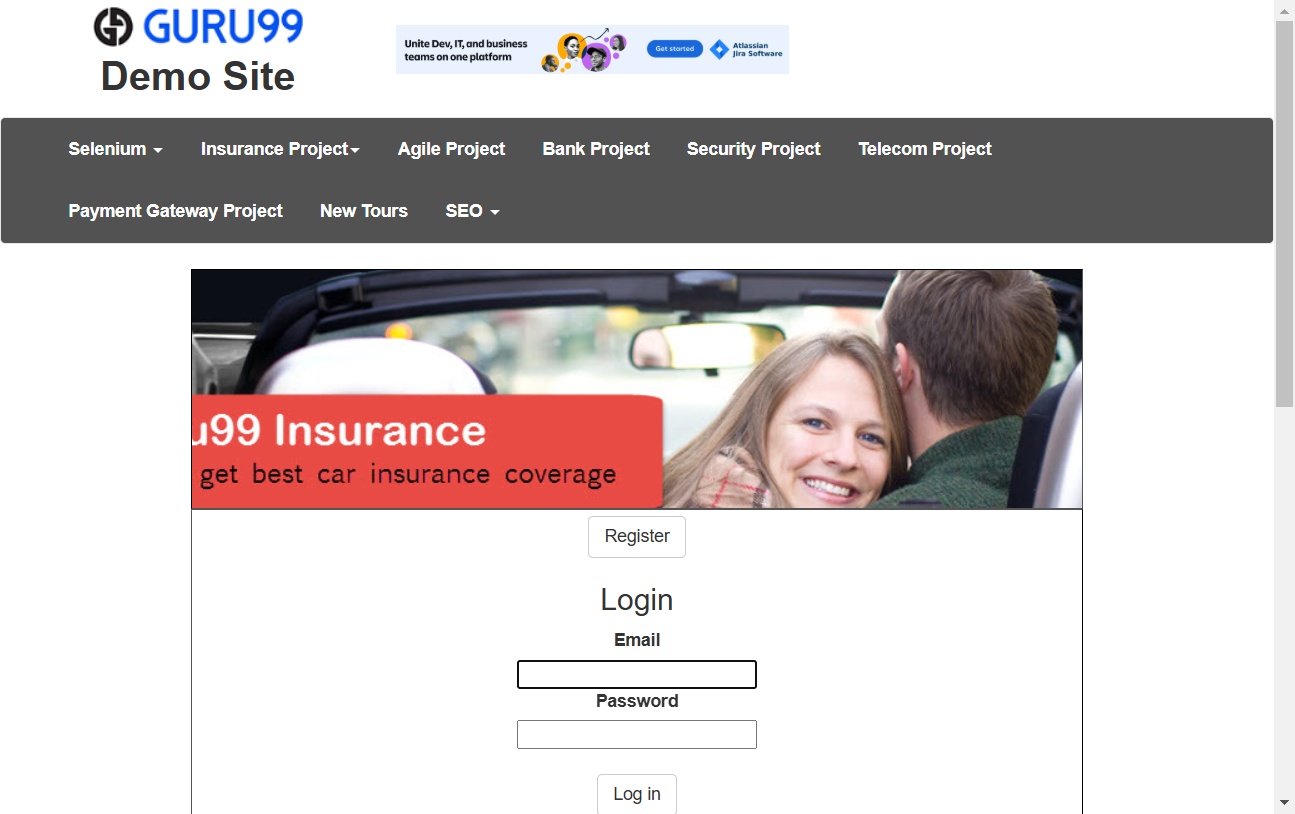 GURU99
Demo Site
Unite Dev, IT, and business
teams on one platform
Get started
Atlassian
Jira Software
Selenium
Insurance Project
Agile Project
Bank Project
Security Project
Telecom Project
Payment Gateway Project
New Tours
SEO
u99 Insurance
get best car insurance coverage
Register
Login
Email
Password
Log in